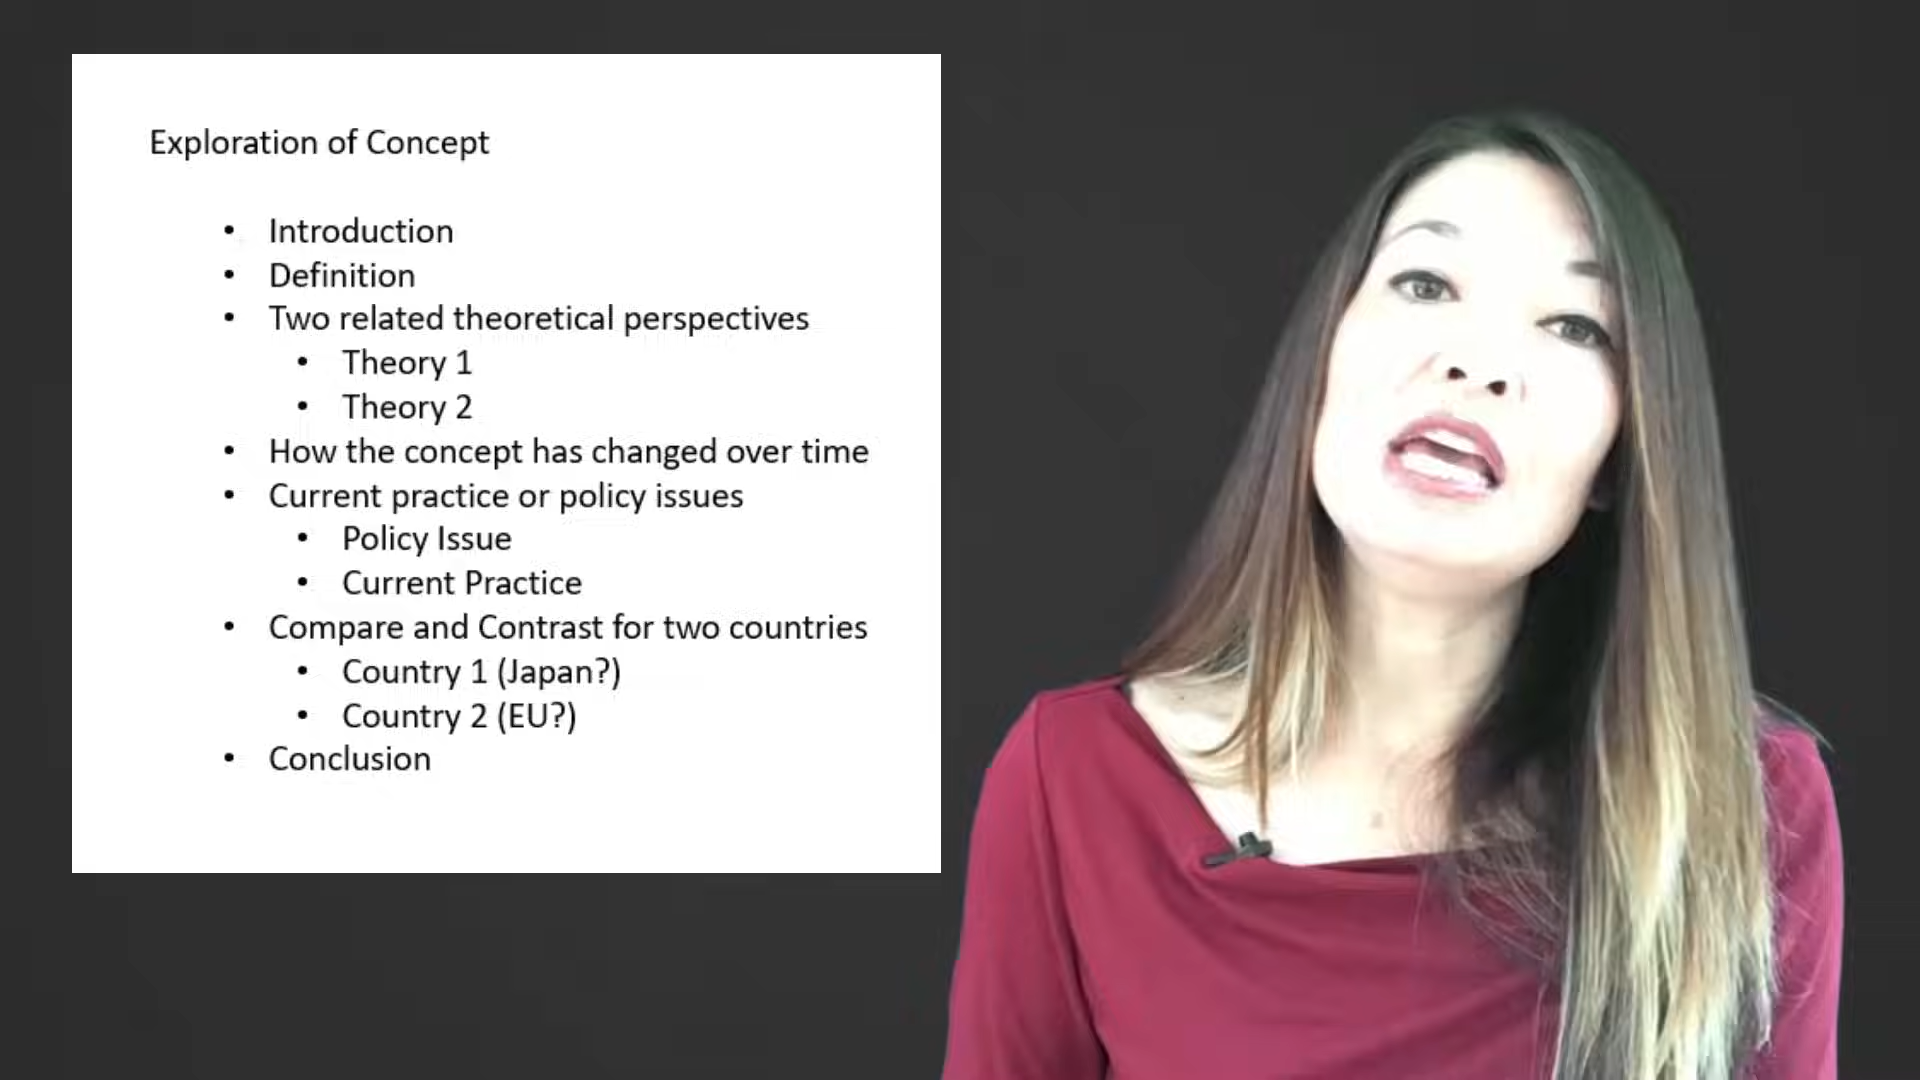 Exploration of Concept
• Introduction
• Definition
• Two related theoretical perspectives
• Theory 1
• Theory 2
• How the concept has changed over time
• Current practice or policy issues
• Policy Issue
• Current Practice
• Compare and Contrast for two countries
• Country 1 (Japan?)
• Country 2 (EU?)
• Conclusion